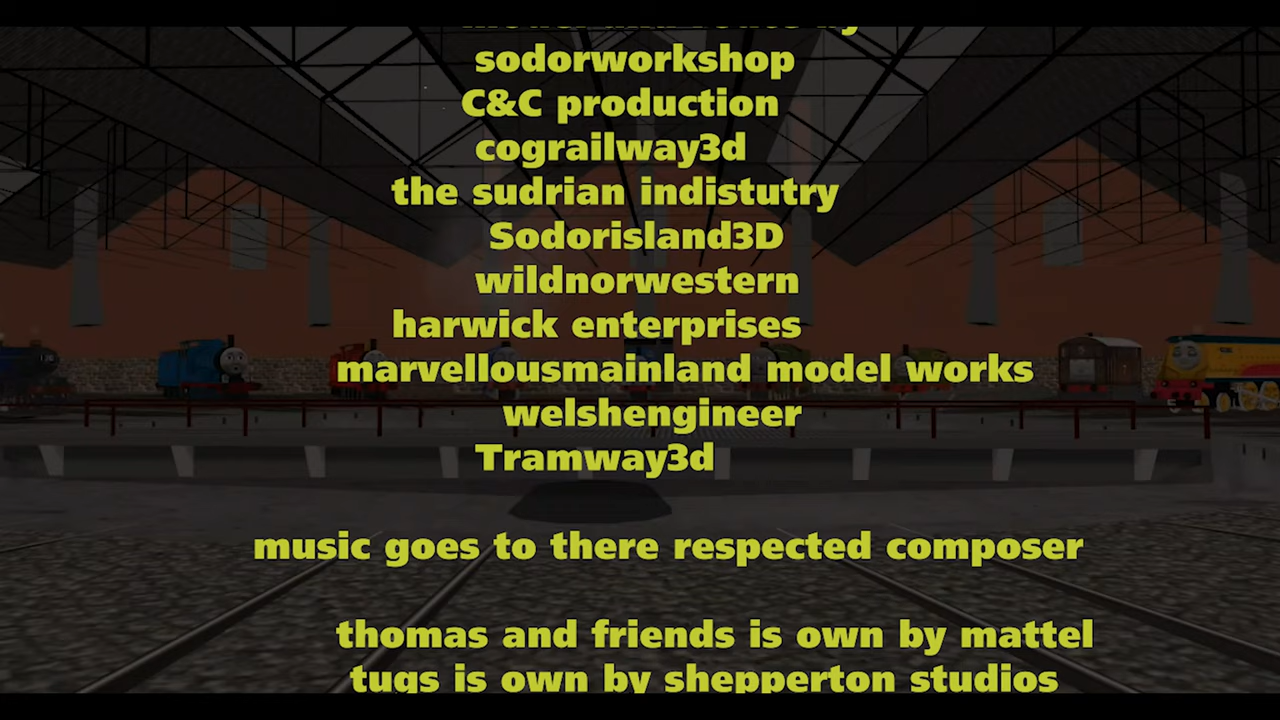 sodorworkshop
C&C production
cograilway3d
the sudrian indistutry
Sodorisland3D
wildnorwestern
harwick enterprises
marvellousmainland model works
welshengineer
Tramway3d
music goes to there respected composer
thomas and friends is own by mattel
tugs is own by shepperton studios